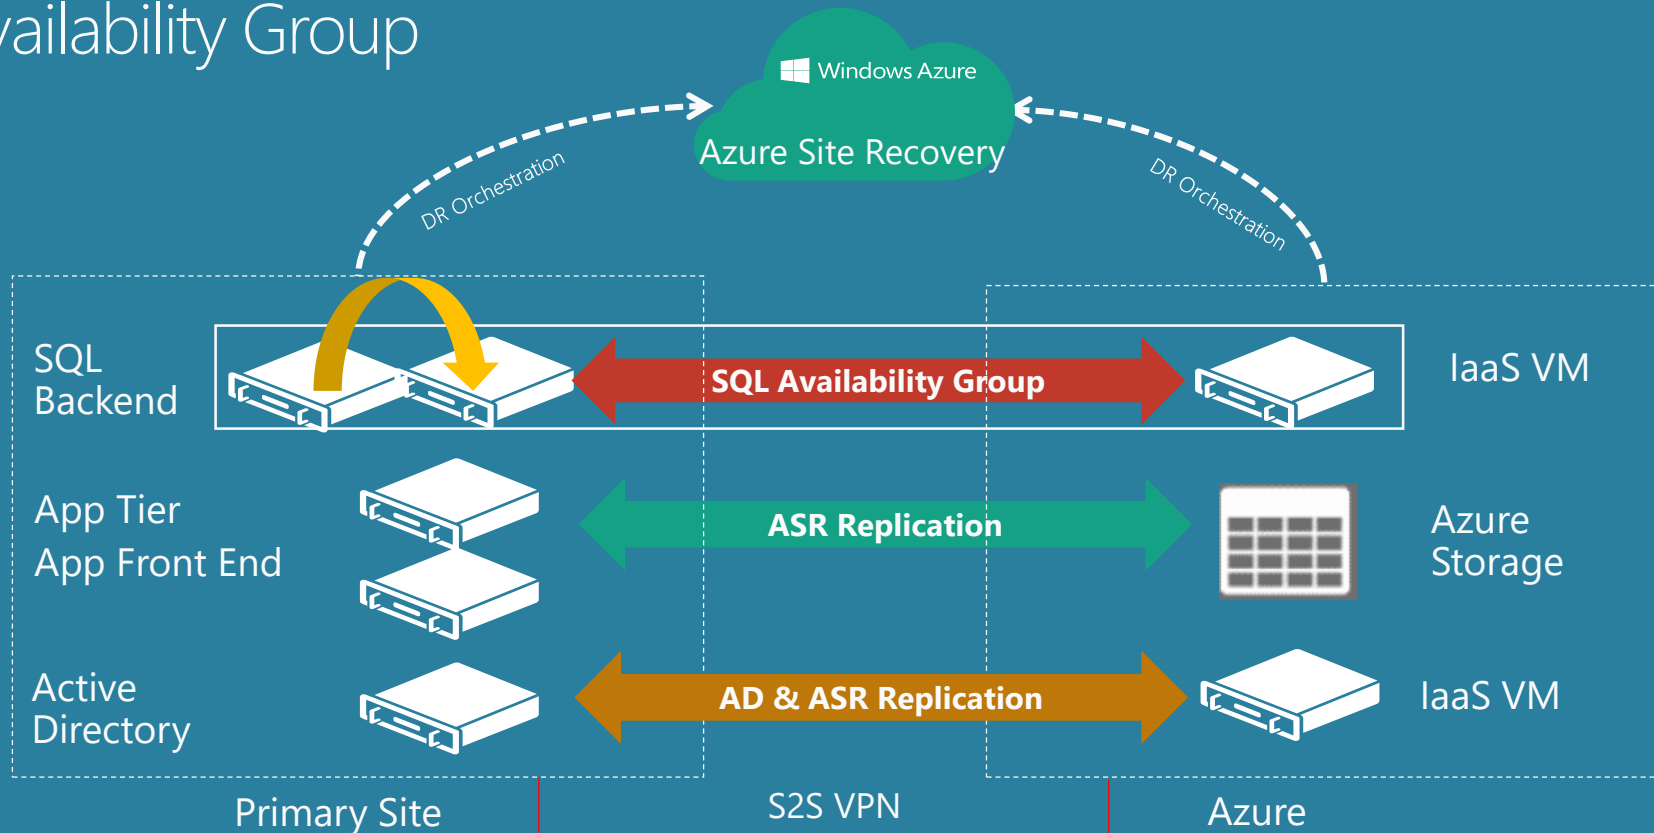 Availability Group
Windows Azure
Azure Site Recovery
DR Orchestration
DR Orchestration
SQL
Backend
SQL Availability Group
IaaS VM
App Tier
App Front End
ASR Replication
Azure
Storage
Active
Directory
AD & ASR Replication
IaaS VM
Primary Site
S2S VPN
Azure